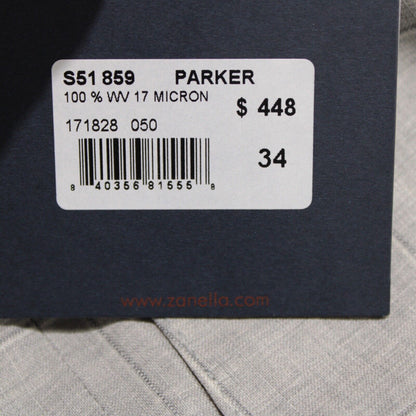 S51 859 PARKER
100 % WV 17 MICRON
$ 448
171828 050
34
8 40356 81555 8
www.zanella.com